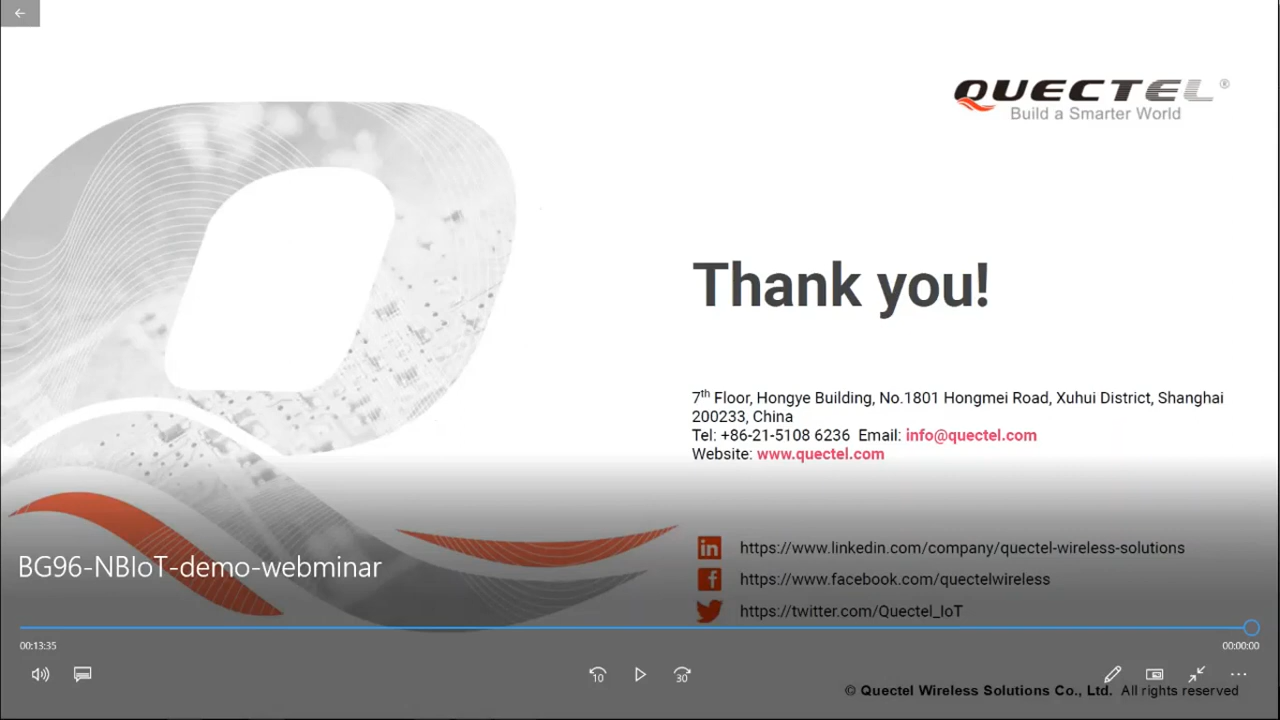 QUECTEL®
Build a Smarter World
Thank you!
7th Floor, Hongye Building, No.1801 Hongmei Road, Xuhui District, Shanghai
200233, China
Tel: +86-21-5108 6236 Email: info@quectel.com
Website: www.quectel.com
https://www.linkedin.com/company/quectel-wireless-solutions
BG96-NBIoT-demo-webminar
https://www.facebook.com/quectelwireless
https://twitter.com/Quectel_IoT
00:13:35
00:00:00
10
30
© Quectel Wireless Solutions Co., Ltd. All rights reserved